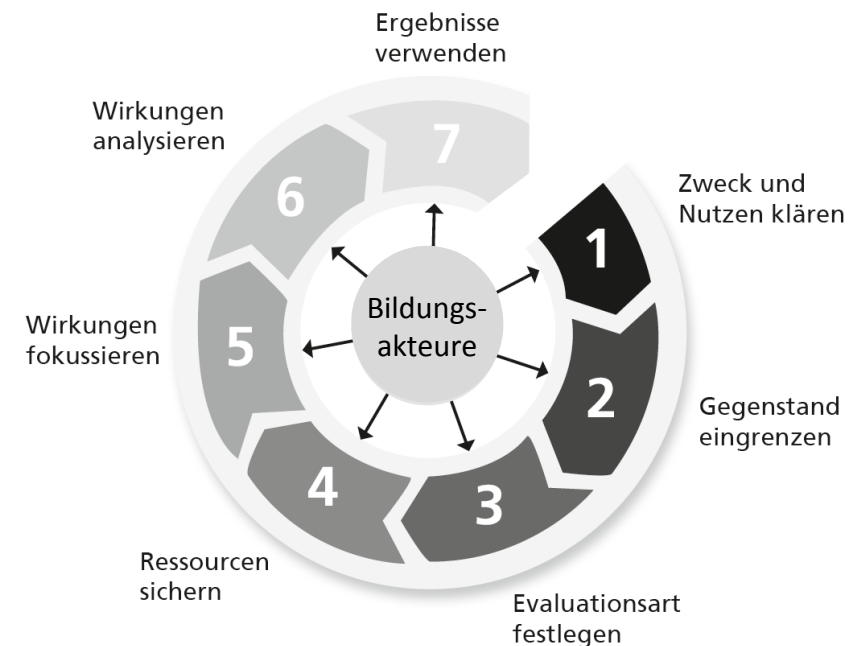 Ergebnisse
verwenden
7
Wirkungen
analysieren
6
Zweck und
Nutzen klären
1
Bildungs-
akteure
Wirkungen
fokussieren
5
2
Gegenstand
eingrenzen
4
3
Ressourcen
sichern
Evaluationsart
festlegen